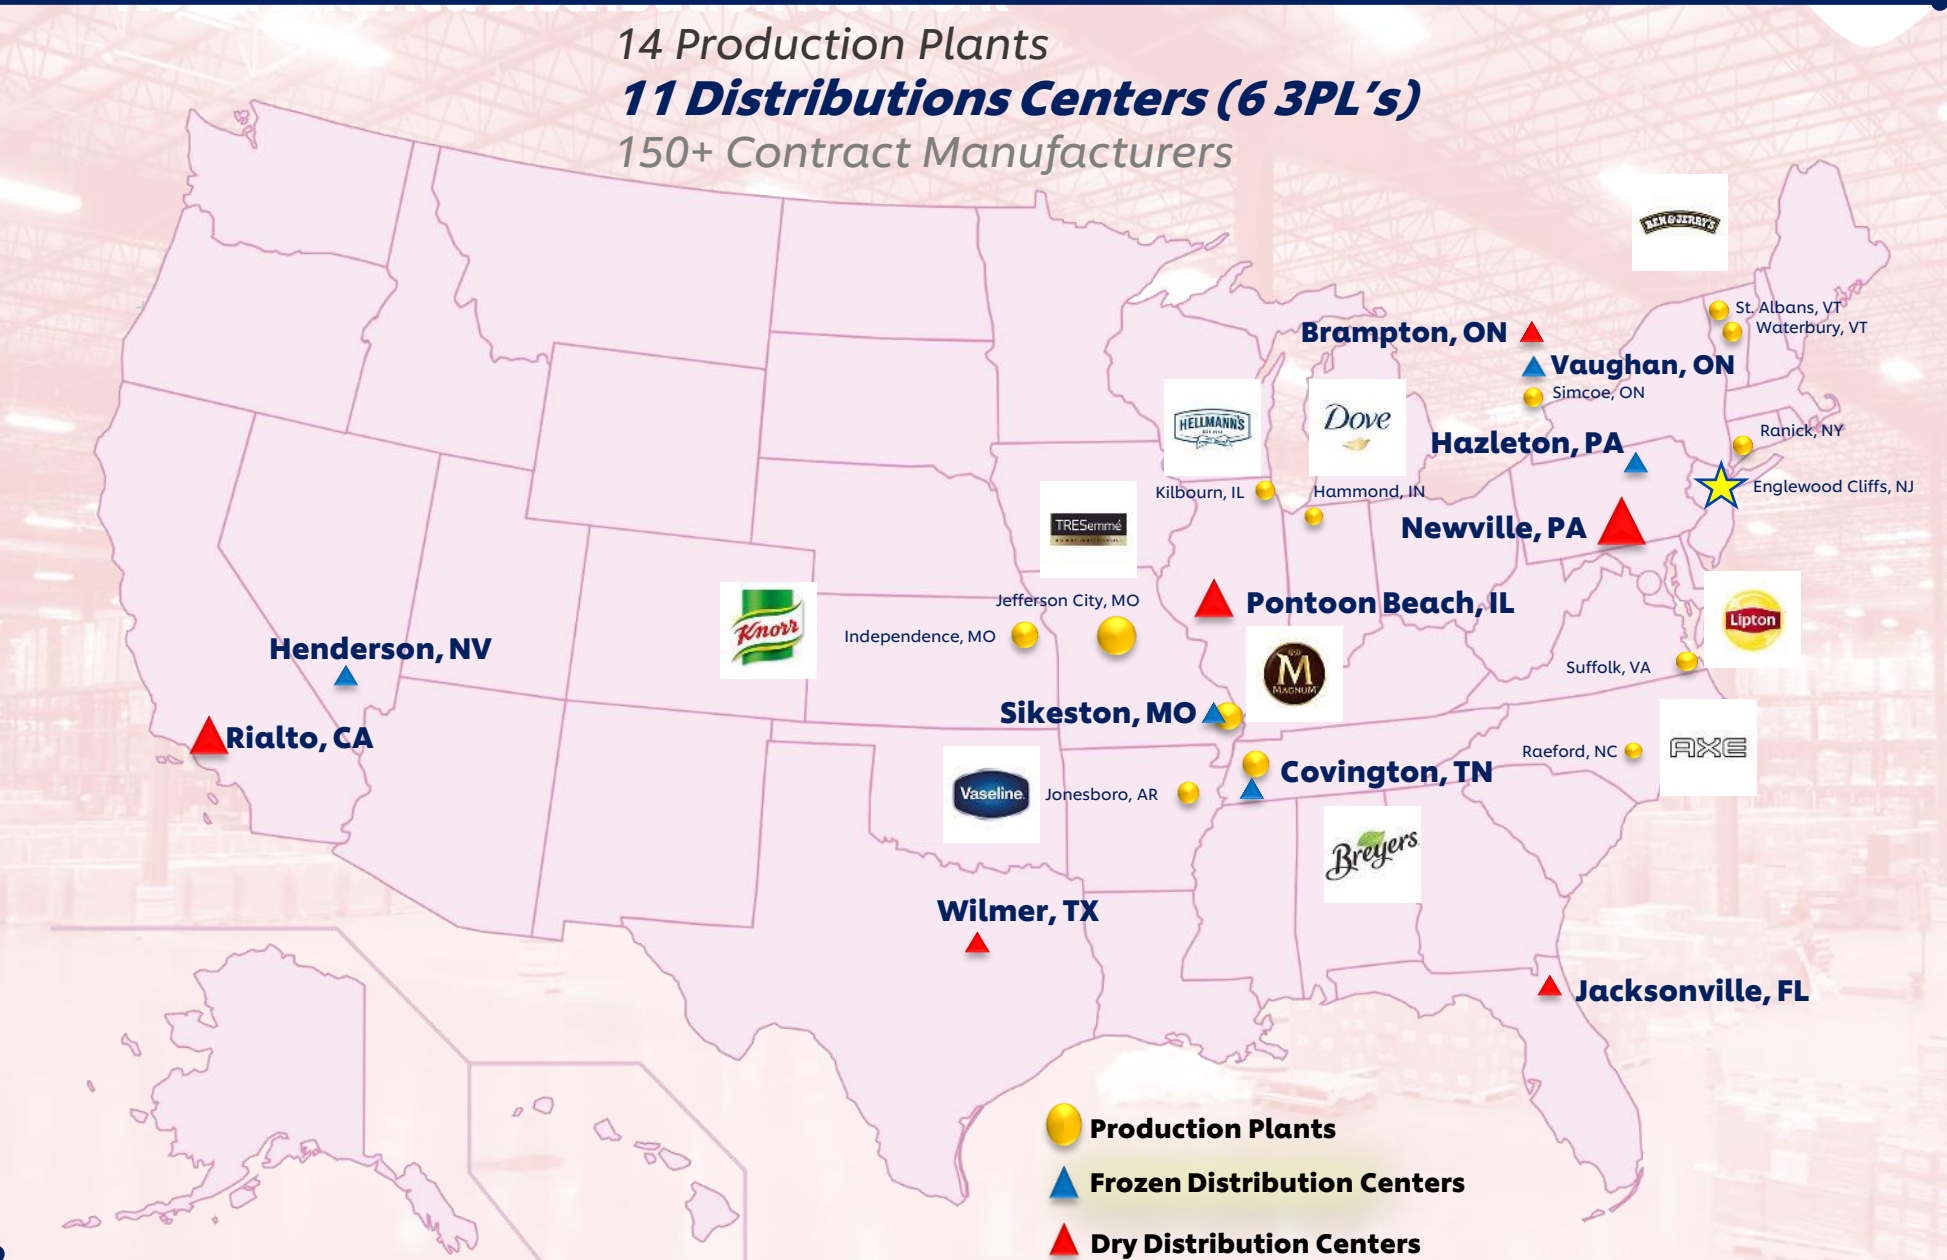 14 Production Plants
11 Distributions Centers (6 3PL's)
150+ Contract Manufacturers
BEN & JERRY'S
St. Albans, VT
Waterbury, VT
Brampton, ON
Vaughan, ON
Simcoe, ON
HELLMANN'S
Dove
Hazleton, PA
Ranick, NY
Kilbourn, IL
Hammond, IN
Englewood Cliffs, NJ
TRESemmé
Newville, PA
Jefferson City, MO
Pontoon Beach, IL
Knorr
Independence, MO
Lipton
Henderson, NV
M
MAGNUM
Suffolk, VA
Sikeston, MO
Rialto, CA
Raeford, NC
AXE
Covington, TN
Vaseline
Jonesboro, AR
Breyers
Wilmer, TX
Jacksonville, FL
Production Plants
Frozen Distribution Centers
Dry Distribution Centers